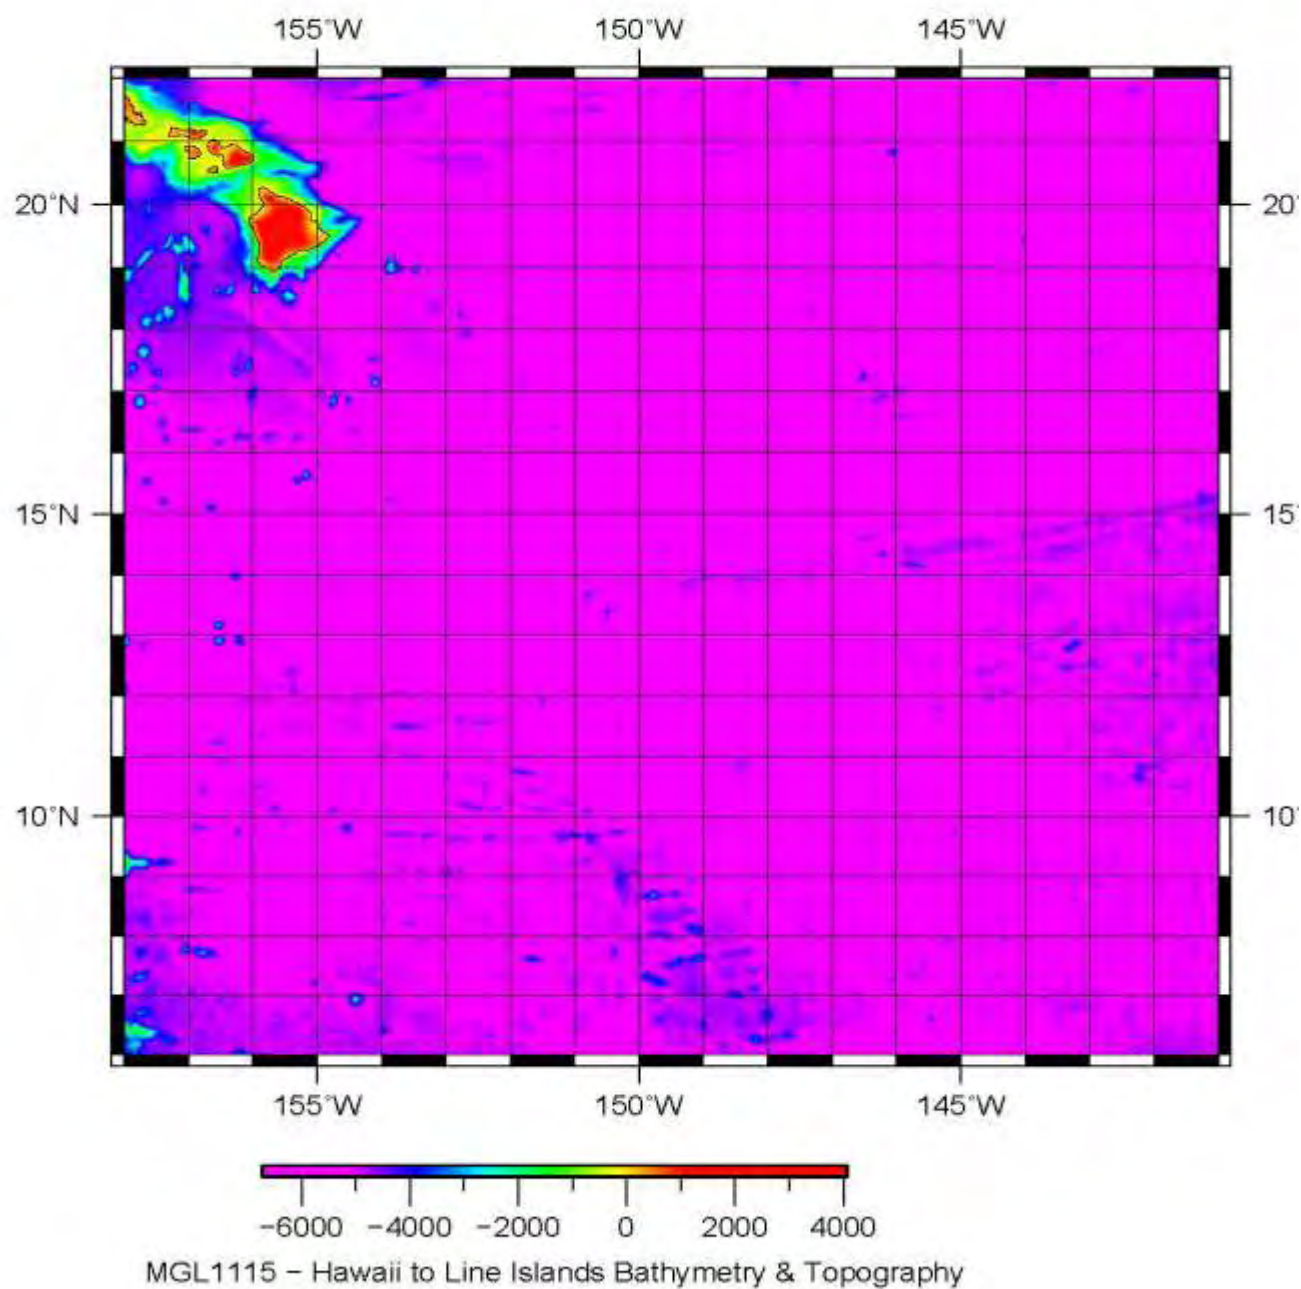 155°W 150°W 145°W
20°N 20°
15°N 15°
10°N 10°
155°W 150°W 145°W
−6000 −4000 −2000 0 2000 4000
MGL1115 − Hawaii to Line Islands Bathymetry & Topography